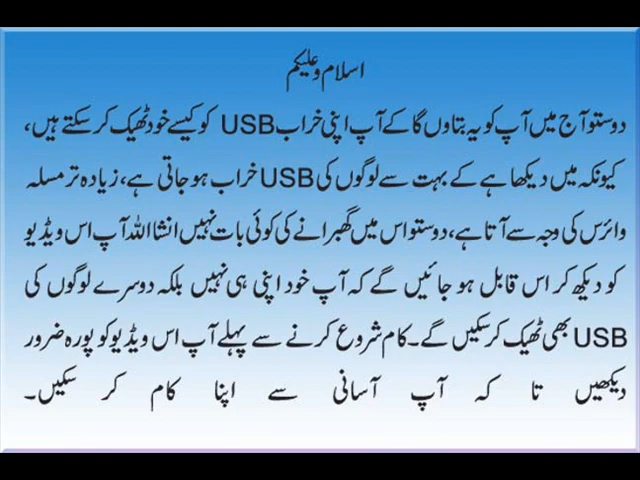 اسلام و علیکم
دوستو آج میں آپ کو یہ بتاوں گا کے آپ اپنی خراب USB کو کیسے خود ٹھیک کر سکتے ہیں،
کیونکہ میں دیکھا ہے کے بہت سے لوگوں کی USB خراب ہو جاتی ہے، زیادہ تر مسلہ
وائرس کی وجہ سے آتا ہے، دوستو اس میں گھبرانے کی کوئی بات نہیں انشااللہ آپ اس ویڈیو
کو دیکھ کر اس قابل ہو جائیں گے کہ آپ خود اپنی ہی نہیں بلکہ دوسرے لوگوں کی
USB بھی ٹھیک کر سکیں گے۔ کام شروع کرنے سے پہلے آپ اس ویڈیو کو پورہ ضرور
دیکھیں تا کہ آپ آسانی سے اپنا کام کر سکیں۔